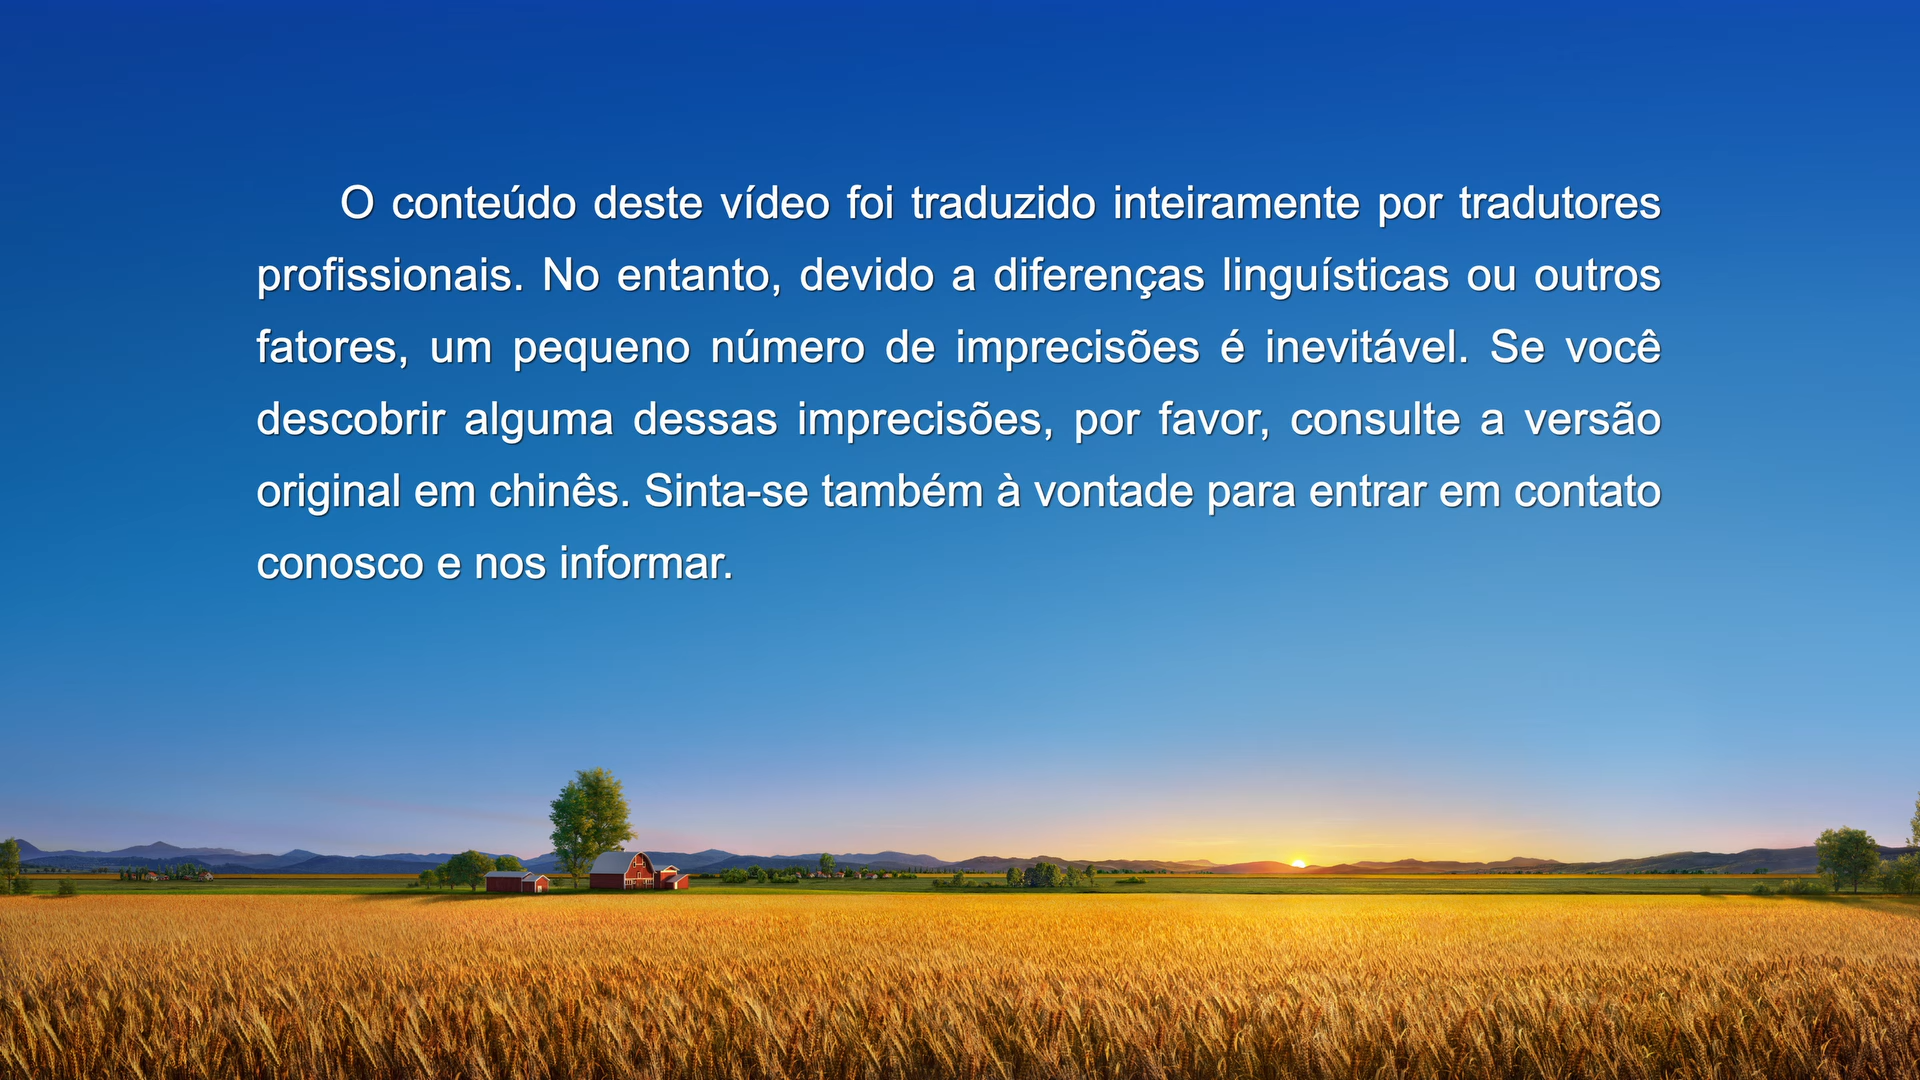 O conteúdo deste vídeo foi traduzido inteiramente por tradutores
profissionais. No entanto, devido a diferenças linguísticas ou outros
fatores, um pequeno número de imprecisões é inevitável. Se você
descobrir alguma dessas imprecisões, por favor, consulte a versão
original em chinês. Sinta-se também à vontade para entrar em contato
conosco e nos informar.